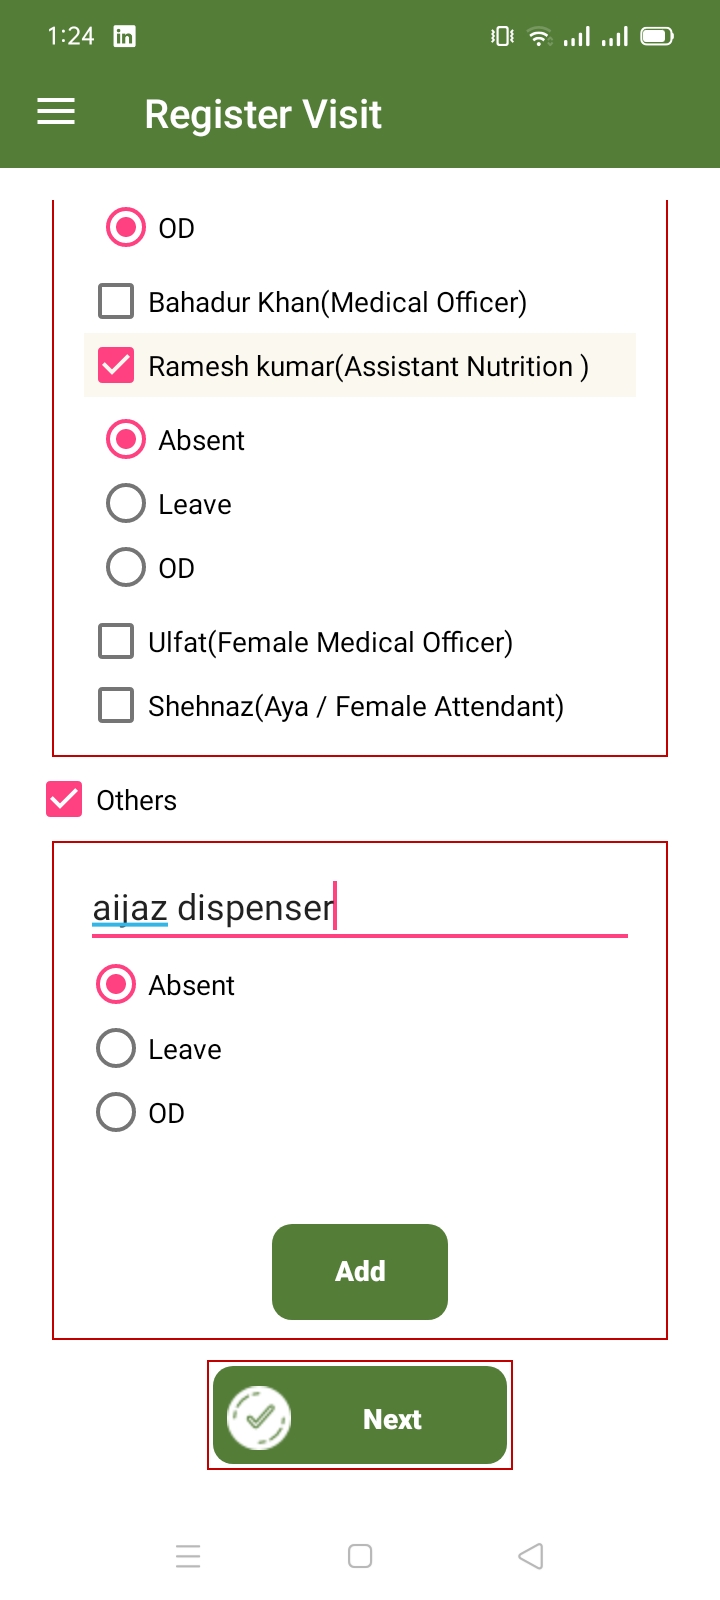 1:24
Register Visit
OD
Bahadur Khan(Medical Officer)
Ramesh kumar(Assistant Nutrition )
Absent
Leave
OD
Ulfat(Female Medical Officer)
Shehnaz(Aya / Female Attendant)
Others
aijaz dispenser
Absent
Leave
OD
Add
Next